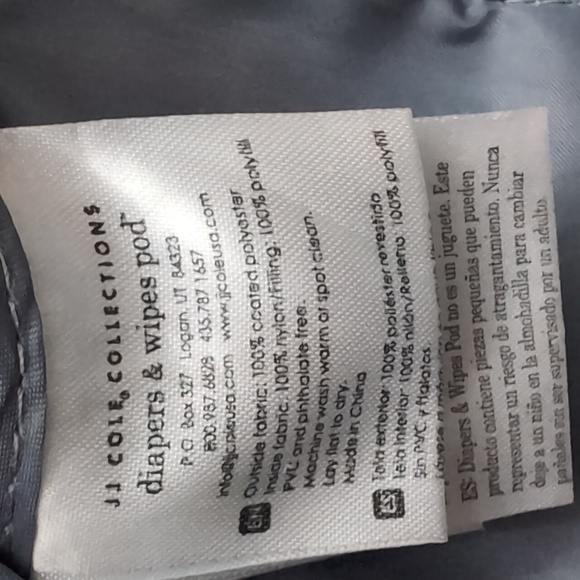 JJ COLE® COLLECTIONS
diapers & wipes pod™
P.O. Box 327 Logan UT 84323
800.987.6828 435.787.1657
info@jjcoleusa.com www.jjcoleusa.com
EN Outside fabric: 100% coated polyester
Inside fabric: 100% nylon/Filling: 100% polyfill
PVC and phthalate free.
Machine wash warm or spot clean.
Lay flat to dry.
Made in China
ES Tela exterior 100% poliéster revestido
Tela interior 100% nilón/Relleno 100% polyfill
Sin PVC y ftalatos
ES- Diapers & Wipes Pod no es un juguete. Este
producto contiene piezas pequeñas que pueden
representar un riesgo de atragantamiento. Nunca
deje a un niño en la almohadilla para cambiar
pañales sin ser supervisado por un adulto.